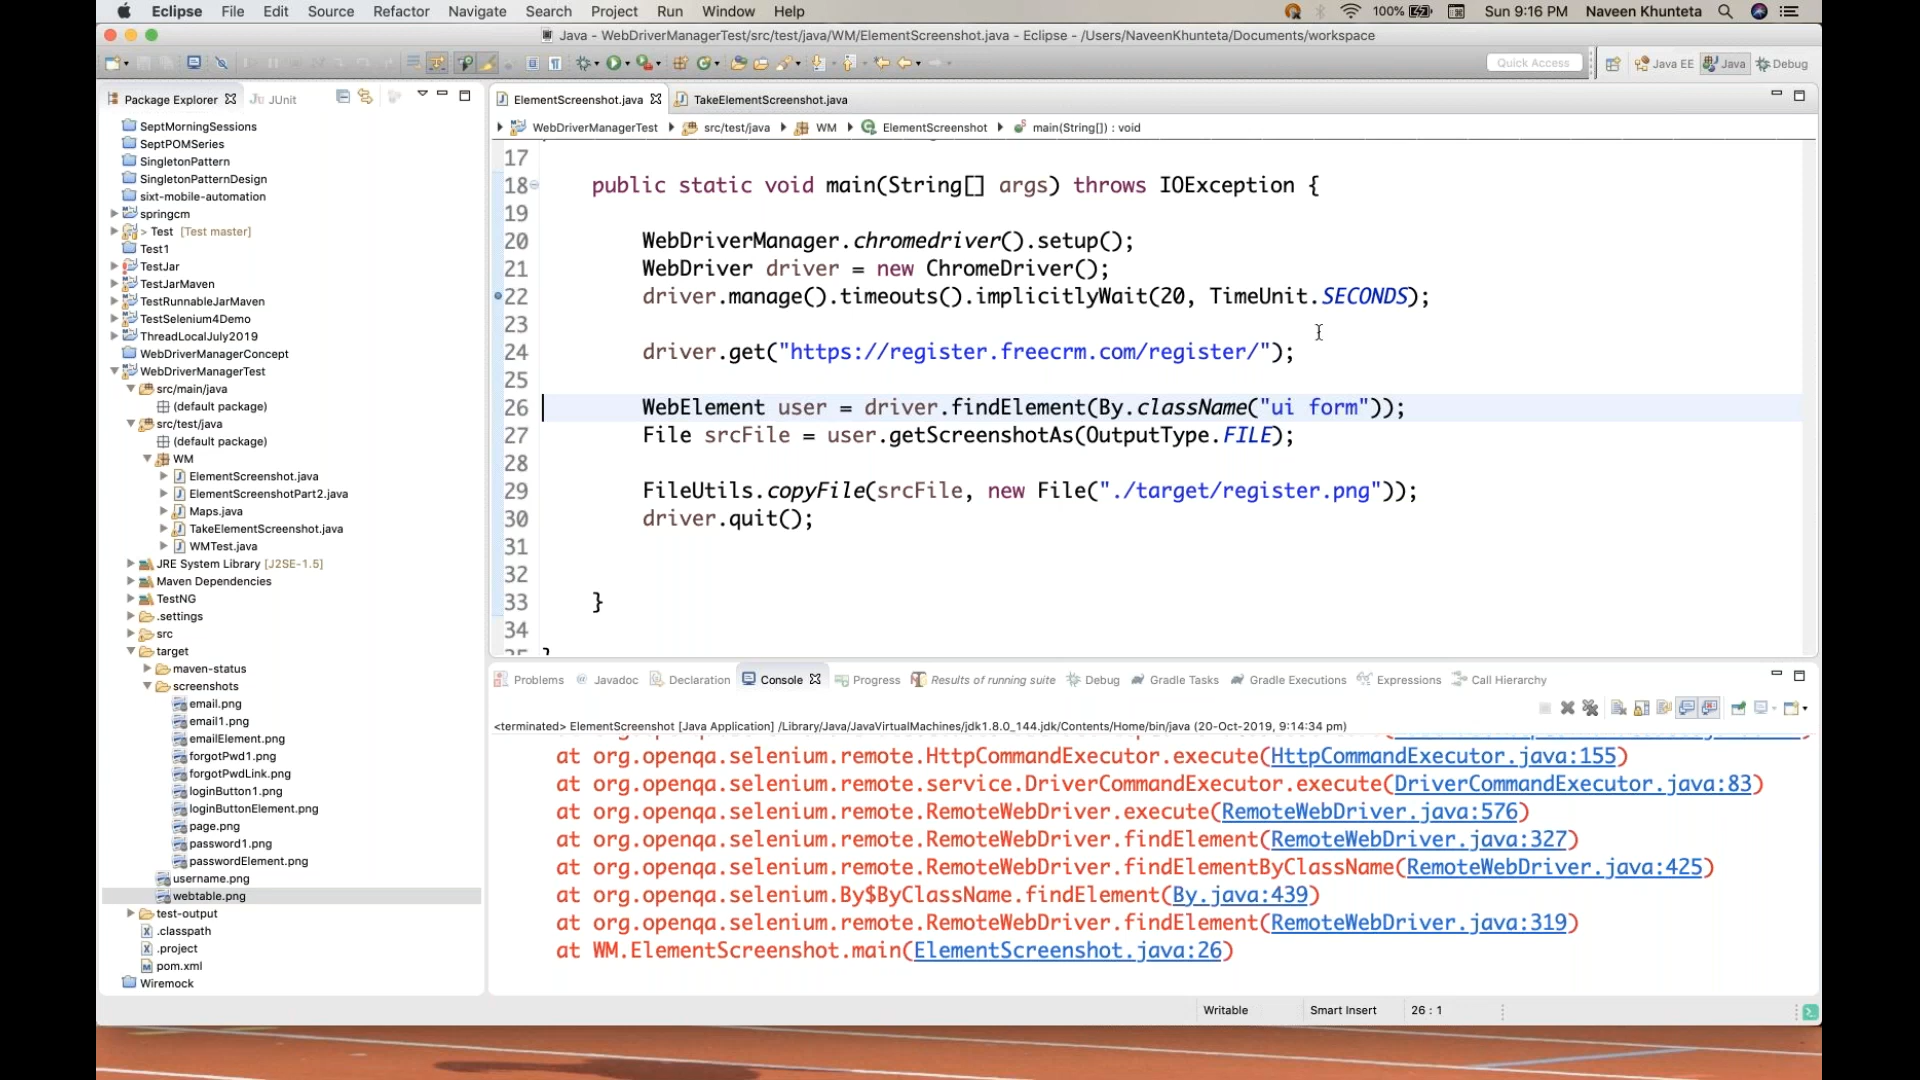 Eclipse File Edit Source Refactor Navigate Search Project Run Window Help 100% Sun 9:16 PM Naveen Khunteta
Java - WebDriverManagerTest/src/test/java/WM/ElementScreenshot.java - Eclipse - /Users/NaveenKhunteta/Documents/workspace
Quick Access Java EE Java Debug
Package Explorer JUnit
SeptMorningSessions
SeptPOMSeries
SingletonPattern
SingletonPatternDesign
sixt-mobile-automation
springcm
> Test [Test master]
Test1
TestJar
TestJarMaven
TestRunnableJarMaven
TestSelenium4Demo
ThreadLocalJuly2019
WebDriverManagerConcept
WebDriverManagerTest
src/main/java
(default package)
src/test/java
(default package)
WM
ElementScreenshot.java
ElementScreenshotPart2.java
Maps.java
TakeElementScreenshot.java
WMTest.java
JRE System Library [J2SE-1.5]
Maven Dependencies
TestNG
.settings
src
target
maven-status
screenshots
email.png
email1.png
emailElement.png
forgotPwd1.png
forgotPwdLink.png
loginButton1.png
loginButtonElement.png
page.png
password1.png
passwordElement.png
username.png
webtable.png
test-output
.classpath
.project
pom.xml
Wiremock
ElementScreenshot.java TakeElementScreenshot.java
WebDriverManagerTest src/test/java WM ElementScreenshot main(String[]) : void
17
18 public static void main(String[] args) throws IOException {
19
20 WebDriverManager.chromedriver().setup();
21 WebDriver driver = new ChromeDriver();
22 driver.manage().timeouts().implicitlyWait(20, TimeUnit.SECONDS);
23
24 driver.get("https://register.freecrm.com/register/");
25
26 WebElement user = driver.findElement(By.className("ui form"));
27 File srcFile = user.getScreenshotAs(OutputType.FILE);
28
29 FileUtils.copyFile(srcFile, new File("./target/register.png"));
30 driver.quit();
31
32
33 }
34
Problems Javadoc Declaration Console Progress Results of running suite Debug Gradle Tasks Gradle Executions Expressions Call Hierarchy
<terminated> ElementScreenshot [Java Application] /Library/Java/JavaVirtualMachines/jdk1.8.0_144.jdk/Contents/Home/bin/java (20-Oct-2019, 9:14:34 pm)
at org.openqa.selenium.remote.HttpCommandExecutor.execute(HttpCommandExecutor.java:155)
at org.openqa.selenium.remote.service.DriverCommandExecutor.execute(DriverCommandExecutor.java:83)
at org.openqa.selenium.remote.RemoteWebDriver.execute(RemoteWebDriver.java:576)
at org.openqa.selenium.remote.RemoteWebDriver.findElement(RemoteWebDriver.java:327)
at org.openqa.selenium.remote.RemoteWebDriver.findElementByClassName(RemoteWebDriver.java:425)
at org.openqa.selenium.By$ByClassName.findElement(By.java:439)
at org.openqa.selenium.remote.RemoteWebDriver.findElement(RemoteWebDriver.java:319)
at WM.ElementScreenshot.main(ElementScreenshot.java:26)
Writable Smart Insert 26 : 1